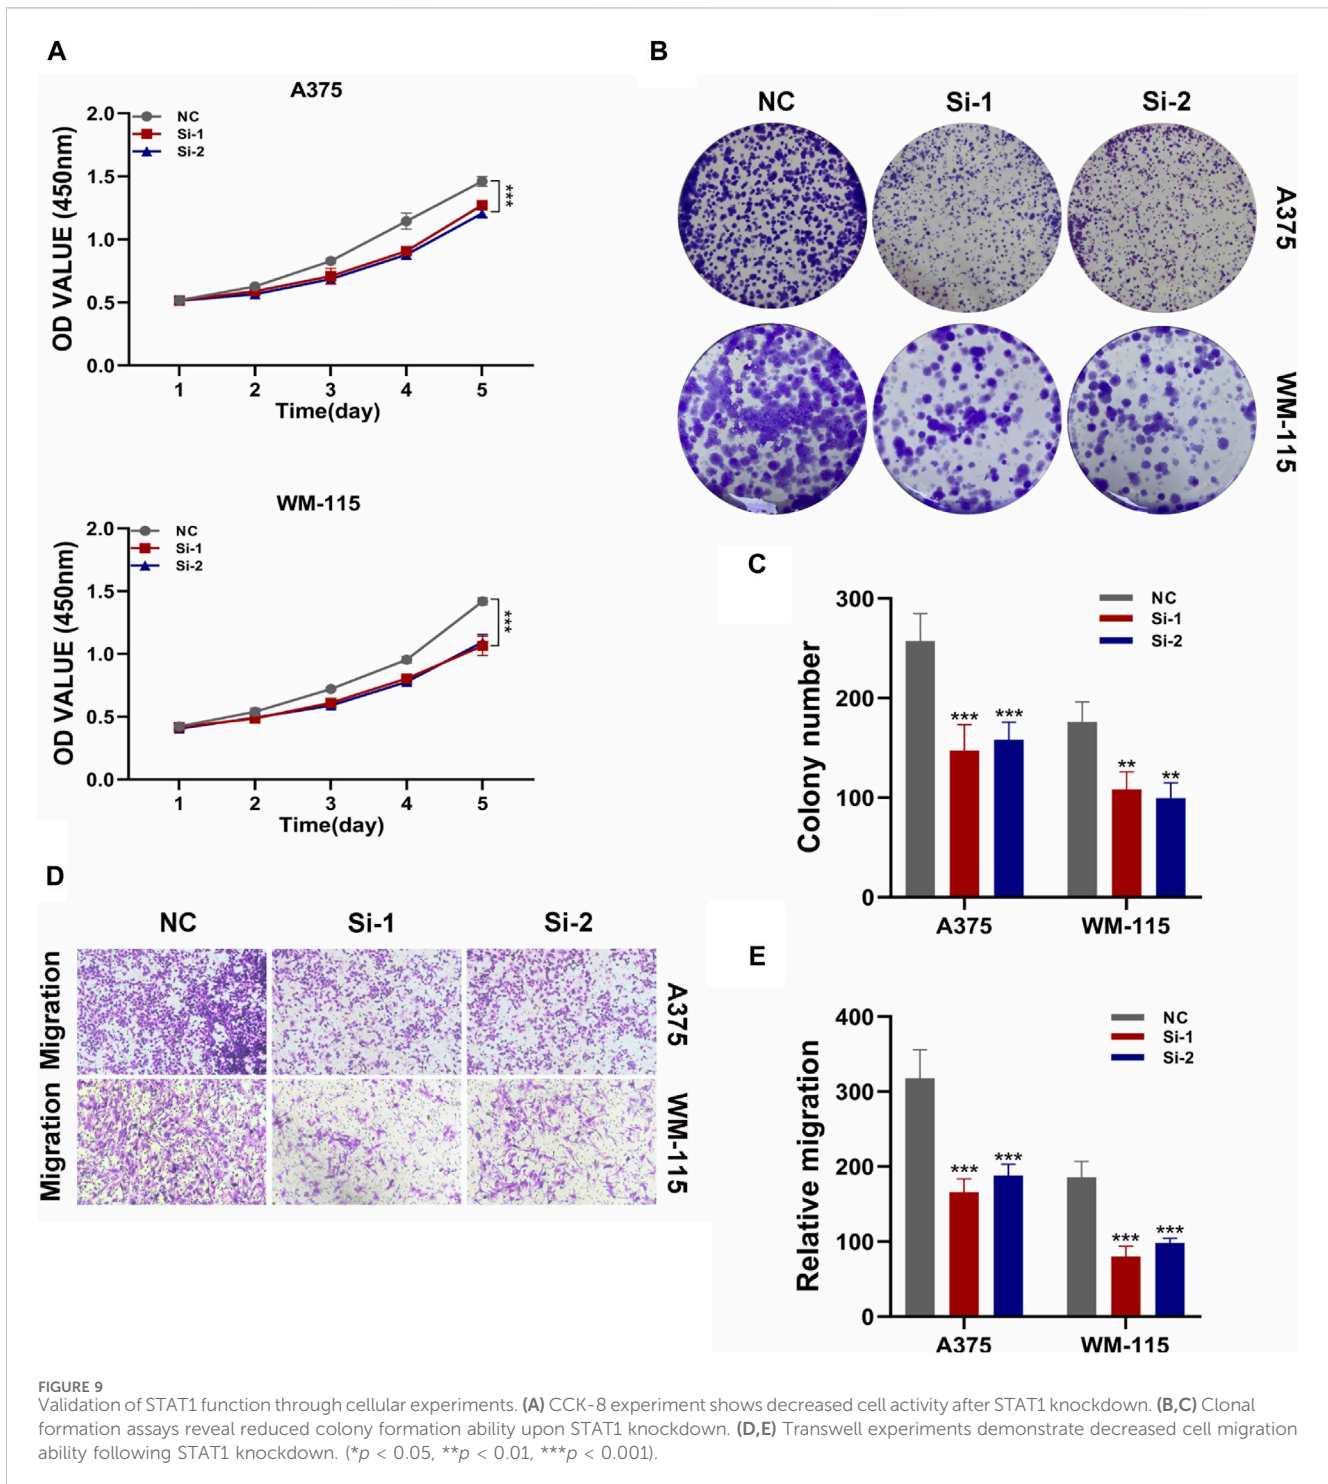 A
A375
NC
Si-1
Si-2
OD VALUE (450nm)
2.0
1.5
1.0
0.5
0.0
***
1 2 3 4 5
Time(day)
WM-115
NC
Si-1
Si-2
OD VALUE (450nm)
2.0
1.5
1.0
0.5
0.0
***
1 2 3 4 5
Time(day)
B
NC Si-1 Si-2
A375
WM-115
C
NC
Si-1
Si-2
Colony number
300
200
100
0
*** ***
** **
A375 WM-115
D
NC Si-1 Si-2
Migration
A375
Migration
WM-115
E
NC
Si-1
Si-2
Relative migration
400
300
200
100
0
*** ***
*** ***
A375 WM-115
FIGURE 9
Validation of STAT1 function through cellular experiments. (A) CCK-8 experiment shows decreased cell activity after STAT1 knockdown. (B,C) Clonal
formation assays reveal reduced colony formation ability upon STAT1 knockdown. (D,E) Transwell experiments demonstrate decreased cell migration
ability following STAT1 knockdown. (*p < 0.05, **p < 0.01, ***p < 0.001).